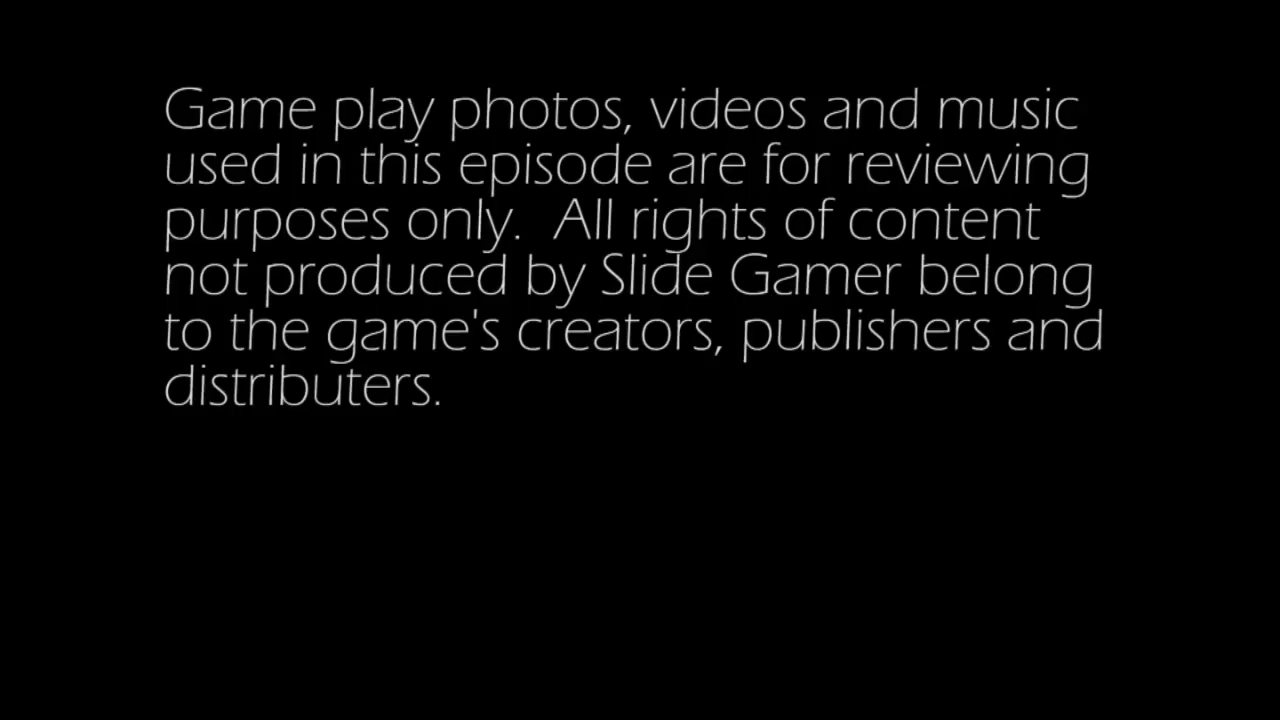 Game play photos, videos and music
used in this episode are for reviewing
purposes only.  All rights of content
not produced by Slide Gamer belong
to the game's creators, publishers and
distributers.